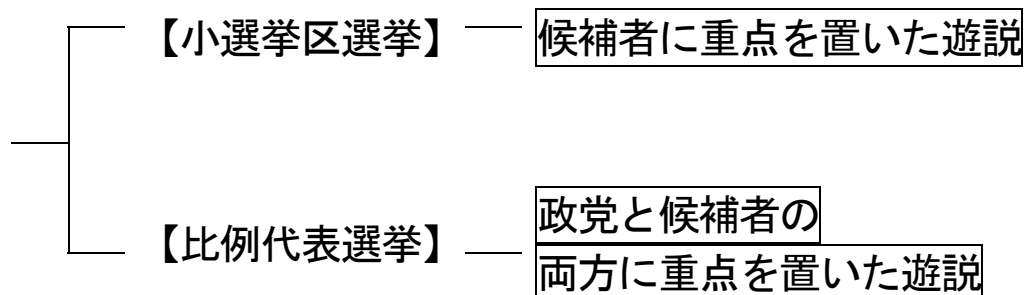 【小選挙区選挙】
候補者に重点を置いた遊説
【比例代表選挙】
政党と候補者の
両方に重点を置いた遊説